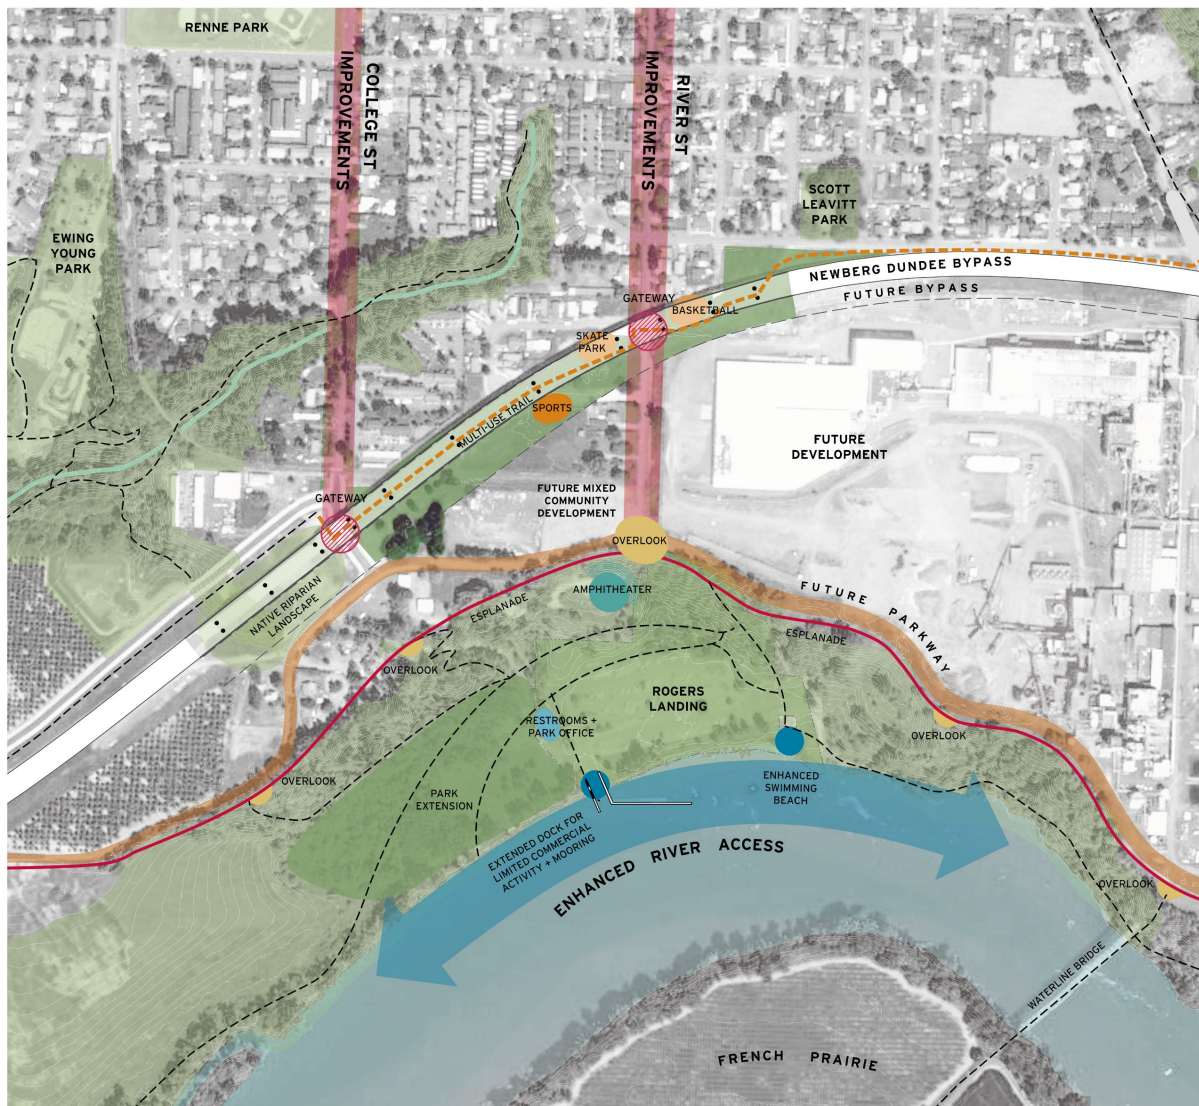 RENNE PARK
COLLEGE ST
IMPROVEMENTS
RIVER ST
IMPROVEMENTS
SCOTT
LEAVITT
PARK
EWING
YOUNG
PARK
NEWBERG DUNDEE BYPASS
FUTURE BYPASS
GATEWAY
BASKETBALL
SKATE
PARK
SPORTS
MULTI-USE TRAIL
FUTURE
DEVELOPMENT
GATEWAY
FUTURE MIXED
COMMUNITY
DEVELOPMENT
OVERLOOK
NATIVE RIPARIAN
LANDSCAPE
AMPHITHEATER
ESPLANADE
FUTURE PARKWAY
ESPLANADE
OVERLOOK
ROGERS
LANDING
RESTROOMS +
PARK OFFICE
OVERLOOK
OVERLOOK
PARK
EXTENSION
ENHANCED
SWIMMING
BEACH
EXTENDED DOCK FOR
LIMITED COMMERCIAL
ACTIVITY + MOORING
ENHANCED RIVER ACCESS
OVERLOOK
WATERLINE BRIDGE
FRENCH PRAIRIE